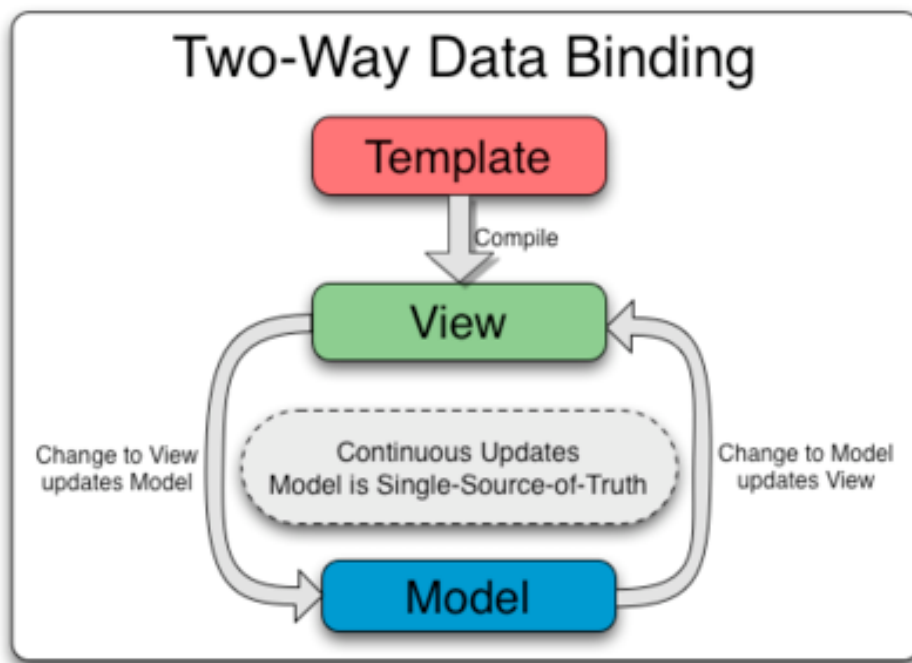 Two-Way Data Binding
Template
Compile
View
Change to View
updates Model
Continuous Updates
Model is Single-Source-of-Truth
Change to Model
updates View
Model